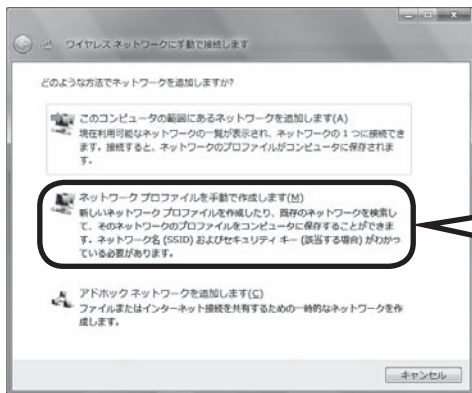 ワイヤレス ネットワークに手動で接続します
どのような方法でネットワークを追加しますか?
このコンピュータの範囲にあるネットワークを追加します(A)
現在利用可能なネットワークの一覧が表示され、ネットワークの 1 つに接続でき
ます。接続すると、ネットワークのプロファイルがコンピュータに保存されま
す。
ネットワーク プロファイルを手動で作成します(M)
新しいネットワーク プロファイルを作成したり、既存のネットワークを検索し
て、そのネットワークのプロファイルをコンピュータに保存することができま
す。ネットワーク名 (SSID) およびセキュリティ キー (該当する場合) がわかっ
ている必要があります。
アドホック ネットワークを追加します(C)
ファイルまたはインターネット接続を共有するための一時的なネットワークを作
成します。
キャンセル